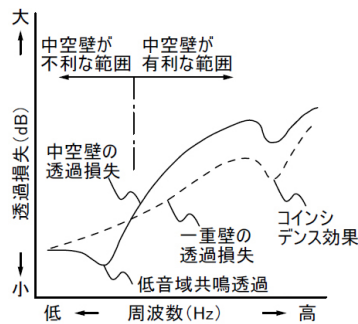 大
中空壁が
不利な範囲
中空壁が
有利な範囲
透過損失(dB)
中空壁の
透過損失
一重壁の
透過損失
コインシ
デンス効果
低音域共鳴透過
小
低
周波数(Hz)
高